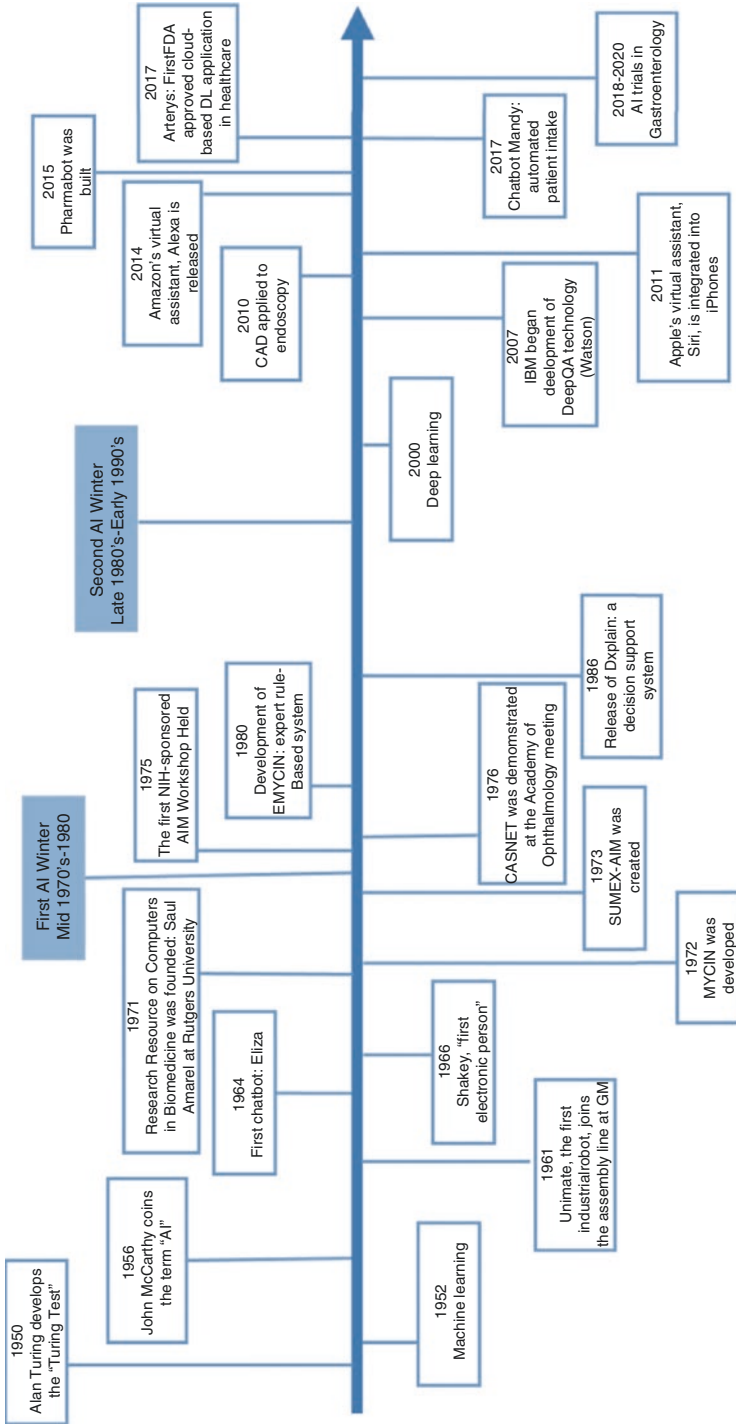 1950
Alan Turing develops
the “Turing Test”
1956
John McCarthy coins
the term “AI”
1971
Research Resource on Computers
in Biomedicine was founded: Saul
Amarel at Rutgers University
1964
First chatbot: Eliza
First AI Winter
Mid 1970's-1980
1975
The first NIH-sponsored
AIM Workshop Held
1980
Development of
EMYCIN: expert rule-
Based system
Second AI Winter
Late 1980's-Early 1990's
2010
CAD applied to
endoscopy
2014
Amazon's virtual
assistant, Alexa is
released
2015
Pharmabot was
built
2017
Arterys: FirstFDA
approved cloud-
based DL application
in healthcare
1952
Machine learning
1961
Unimate, the first
industrialrobot, joins
the assembly line at GM
1966
Shakey, “first
electronic person”
1972
MYCIN was
developed
1973
SUMEX-AIM was
created
1976
CASNET was demomstrated
at the Academy of
Ophthalmology meeting
1986
Release of Dxplain: a
decision support
system
2000
Deep learning
2007
IBM began
deelopment of
DeepQA technology
(Watson)
2011
Apple's virtual assistant,
Siri, is integrated into
iPhones
2017
Chatbot Mandy:
automated
patient intake
2018-2020
AI trials in
Gastroenterology